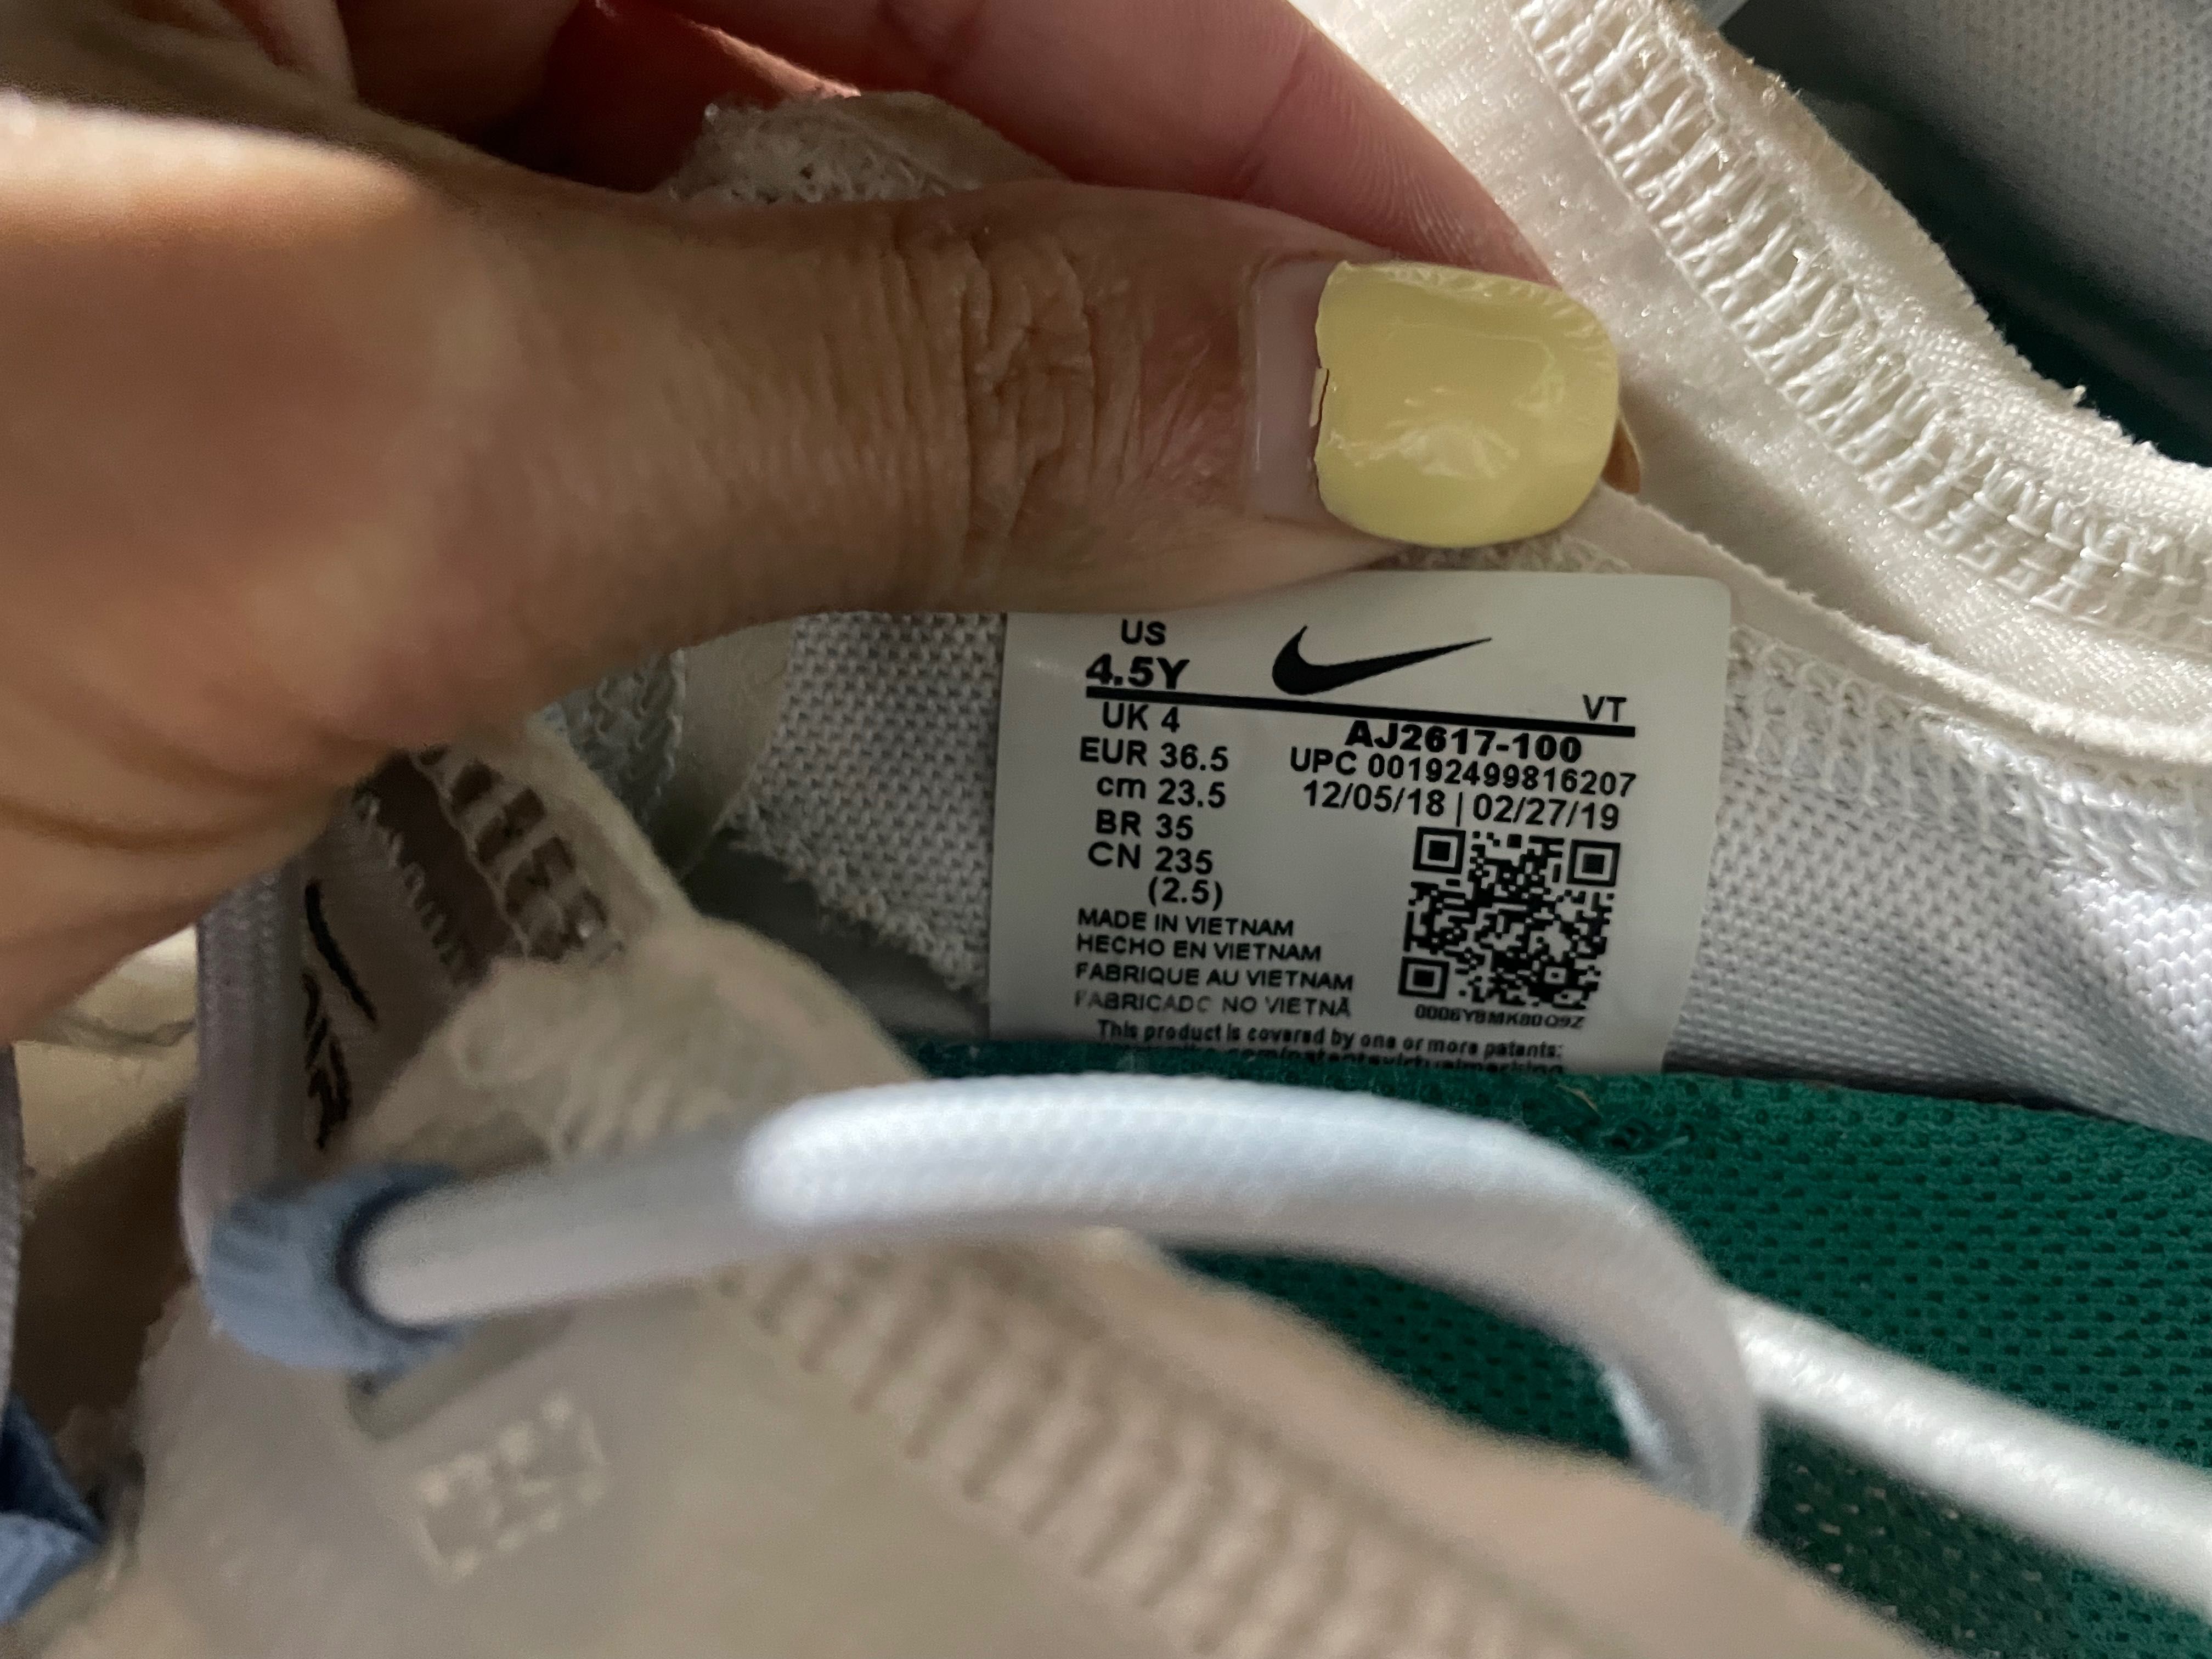 US
4.5Y
VT
UK 4
EUR 36.5
cm 23.5
BR 35
CN 235
(2.5)
AJ2617-100
UPC 00192499816207
12/05/18 | 02/27/19
MADE IN VIETNAM
HECHO EN VIETNAM
FABRIQUE AU VIETNAM
FABRICADO NO VIETNÃ
0006Y8MK80Q9Z
This product is covered by one or more patents: